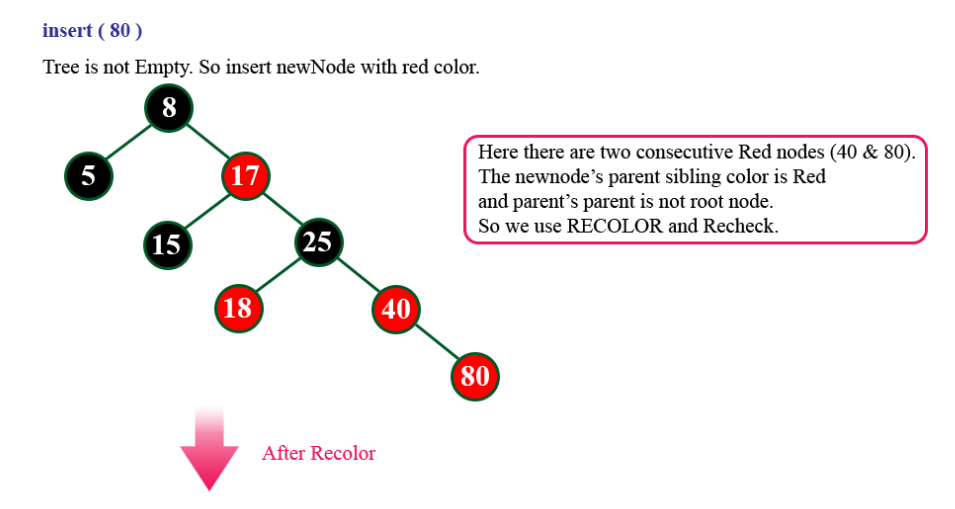 insert ( 80 )
Tree is not Empty. So insert newNode with red color.
8
Here there are two consecutive Red nodes (40 & 80).
The newnode's parent sibling color is Red
and parent's parent is not root node.
So we use RECOLOR and Recheck.
5
17
15
25
18
40
80
After Recolor